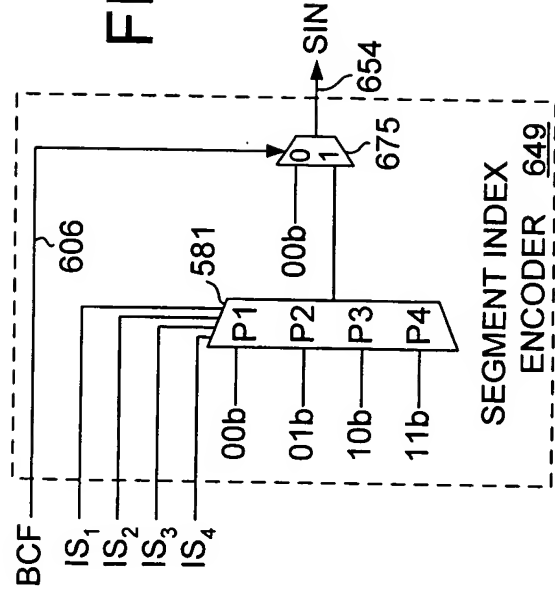 FI
BCF
606
IS1
IS2
IS3
IS4
581
P1
P2
P3
P4
00b
01b
10b
11b
00b
0
1
675
SIN
654
SEGMENT INDEX
ENCODER 649